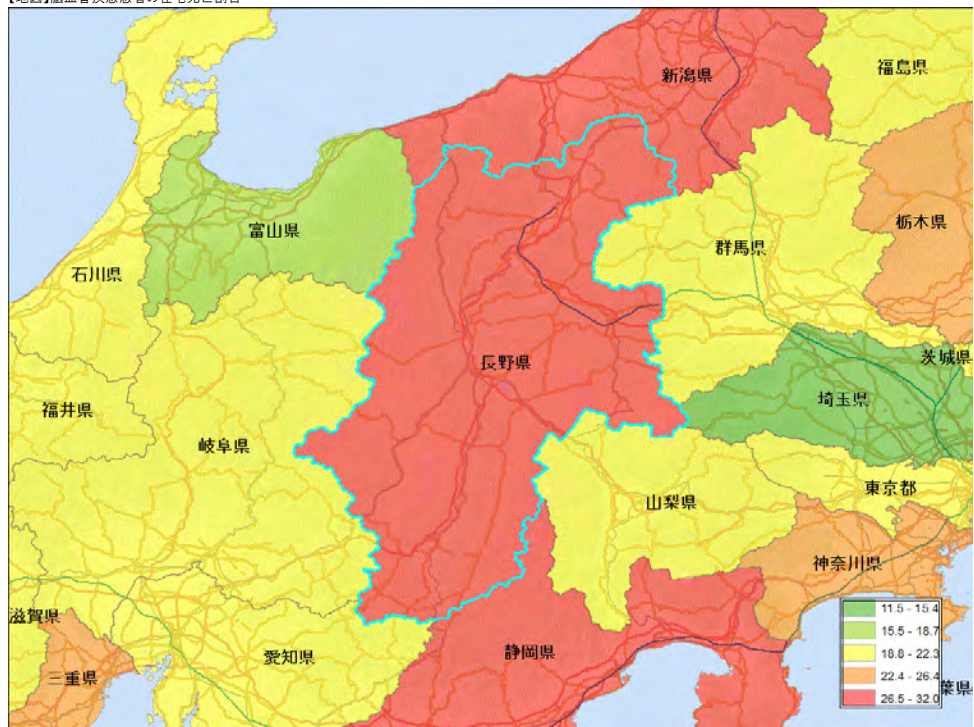 新潟県
福島県
富山県
栃木県
群馬県
石川県
長野県
茨城県
埼玉県
福井県
岐阜県
東京都
山梨県
神奈川県
滋賀県
愛知県
静岡県
三重県
葉県
11.5 - 15.4
15.5 - 18.7
18.8 - 22.3
22.4 - 26.4
26.5 - 32.0